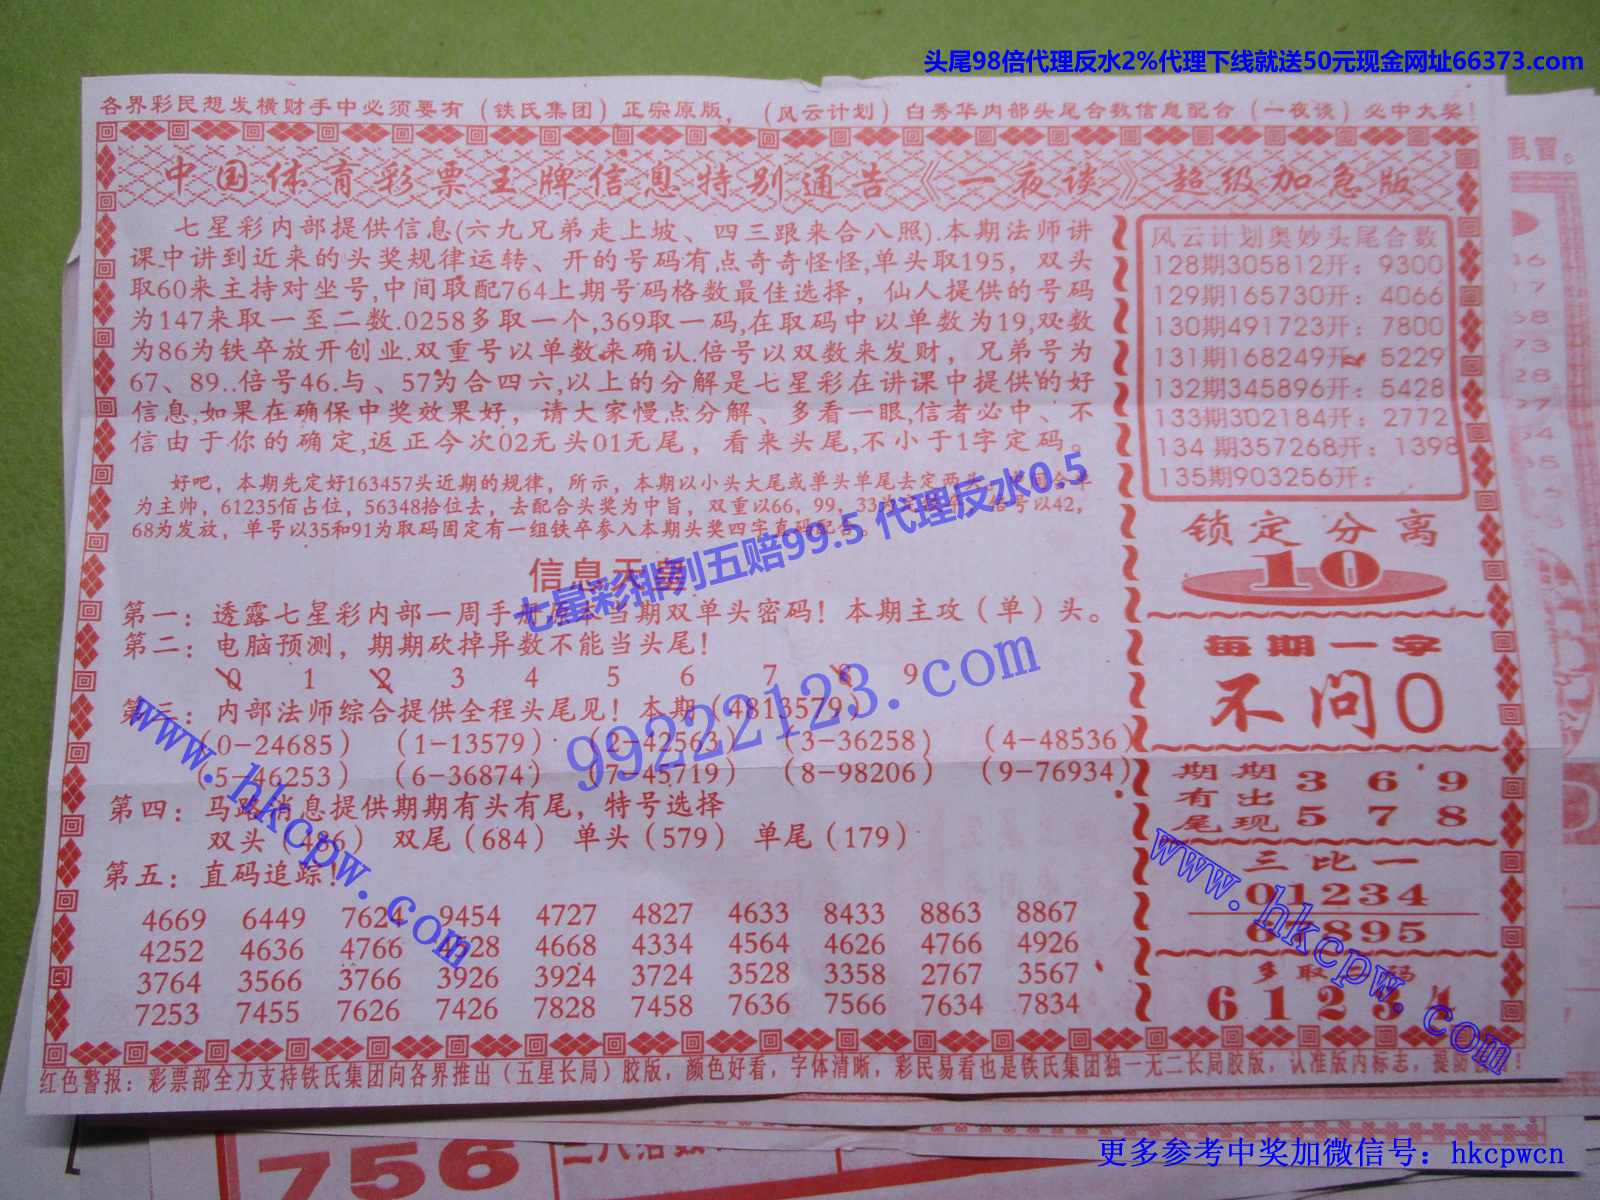 头尾98倍代理反水2%代理下线就送50元现金网址66373.com
各界彩民想发横财手中必须要有（铁氏集团）正宗原版，（风云计划）白秀华内部头尾合数信息配合（一夜谈）必中大奖！
中国体育彩票王牌信息特别通告《一夜谈》超级加急版
七星彩内部提供信息(六九兄弟走上坡、四三跟来合八照).本期法师讲
课中讲到近来的头奖规律运转、开的号码有点奇奇怪怪,单头取195，双头
取60来主持对坐号,中间取配764上期号码格数最佳选择，仙人提供的号码
为147来取一至二数.0258多取一个,369取一码,在取码中以单数为19,双数
为86为铁卒放开创业.双重号以单数来确认.倍号以双数来发财，兄弟号为
67、89..倍号46.与、57为合四六,以上的分解是七星彩在讲课中提供的好
信息,如果在确保中奖效果好，请大家慢点分解、多看一眼,信者必中、不
信由于你的确定,返正今次02无头01无尾，看来头尾,不小于1字定码。
好吧，本期先定好163457头近期的规律，所示，本期以小头大尾或单头单尾去定两头
为主帅，61235佰占位，56348拾位去，去配合头奖为中旨，双重以66，99，33 号以42，
68为发放，单号以35和91为取码固定有一组铁卒参入本期头奖四字直码配合。
七星彩排列五赔99.5 代理反水0.5
信息天
第一：透露七星彩内部一周手册原本当期双单头密码！本期主攻（单）头。
第二：电脑预测，期期砍掉异数不能当头尾！
0 1 2 3 4 5 6 7 8 9
第三：内部法师综合提供全程头尾见！本期（4813579）
（0-24685）（1-13579）（2-42563）（3-36258）（4-48536）
（5-46253）（6-36874）（7-45719）（8-98206）（9-76934）
第四：马路消息提供期期有头有尾，特号选择
双头（486）双尾（684）单头（579）单尾（179）
第五：直码追踪！
4669 6449 7624 9454 4727 4827 4633 8433 8863 8867
4252 4636 4766 4528 4668 4334 4564 4626 4766 4926
3764 3566 3766 3926 3924 3724 3528 3358 2767 3567
7253 7455 7626 7426 7828 7458 7636 7566 7634 7834
99222123.com
www.hkcpw.com
风云计划奥妙头尾合数
128期305812开：9300
129期165730开：4066
130期491723开：7800
131期168249开 5229
132期345896开：5428
133期302184开：2772
134 期357268开：1398
135期903256开：
锁定分离
10
每期一字
不问0
期期有尾 出现 3 6 9
5 7 8
三比一
01234
67895
多取 码
61234
www.hkcpw.com
红色警报：彩票部全力支持铁氏集团向各界推出（五星长局）胶版，颜色好看，字体清晰，彩民易看也是铁氏集团独一无二长局胶版，认准版内标志，提防 ！
756
更多参考中奖加微信号：hkcpwcn